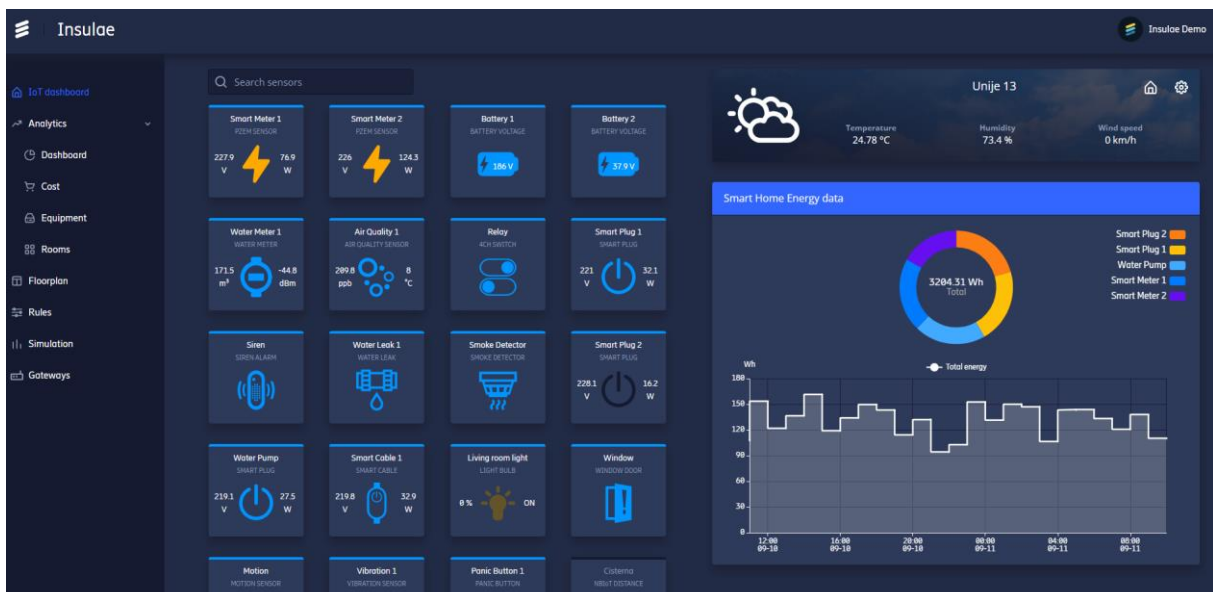 Insulae
Insulae Demo
IoT dashboard
Analytics
Dashboard
Cost
Equipment
Rooms
Floorplan
Rules
Simulation
Gateways
Search sensors
Smart Meter 1
PZEM SENSOR
227.9 V
76.9 W
Smart Meter 2
PZEM SENSOR
226 V
124.3 W
Battery 1
BATTERY VOLTAGE
186 V
Battery 2
BATTERY VOLTAGE
37.9 V
Water Meter 1
WATER METER
171.5 m³
-44.8 dBm
Air Quality 1
AIR QUALITY SENSOR
209.8 ppb
8 °C
Relay
4CH SWITCH
Smart Plug 1
SMART PLUG
221 V
32.1 W
Siren
SIREN ALARM
Water Leak 1
WATER LEAK
Smoke Detector
SMOKE DETECTOR
Smart Plug 2
SMART PLUG
228.1 V
16.2 W
Water Pump
SMART PLUG
219.1 V
27.5 W
Smart Cable 1
SMART CABLE
219.8 V
32.9 W
Living room light
LIGHT BULB
0 %
ON
Window
WINDOW DOOR
Motion
MOTION SENSOR
Vibration 1
VIBRATION SENSOR
Panic Button 1
PANIC BUTTON
Cisterna
NBIoT DISTANCE
Unije 13
Temperature
24.78 °C
Humidity
73.4 %
Wind speed
0 km/h
Smart Home Energy data
3204.31 Wh
Total
Smart Plug 2
Smart Plug 1
Water Pump
Smart Meter 1
Smart Meter 2
Wh
Total energy
180
150
120
90
60
30
0
12:00 09-10
16:00 09-10
20:00 09-10
00:00 09-11
04:00 09-11
08:00 09-11